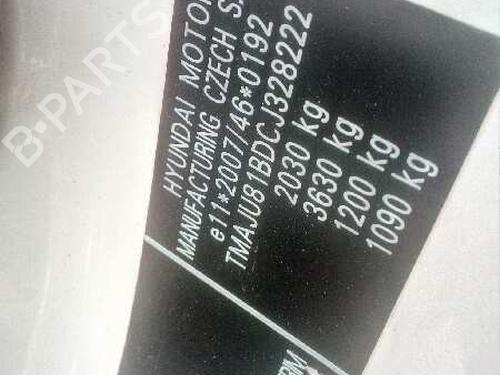 HYUNDAI MOTOR
MANUFACTURING CZECH S.
e11*2007/46*0192
TMAJU81BDCJ328222
2030 kg
3630 kg
1200 kg
1090 kg
B-PARTS